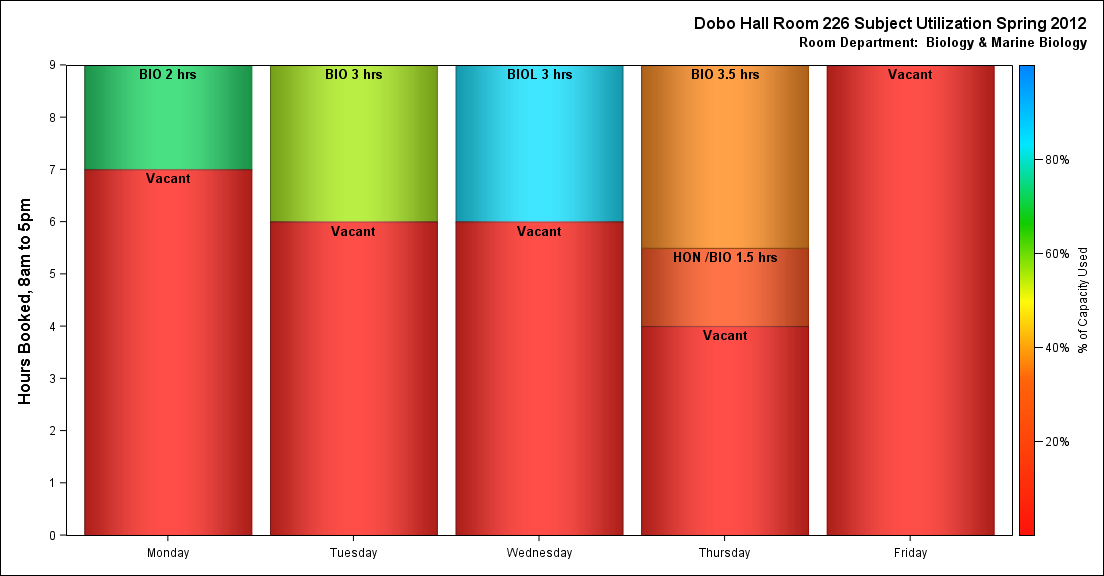 Dobo Hall Room 226 Subject Utilization Spring 2012
Room Department:  Biology & Marine Biology
Hours Booked, 8am to 5pm
9
8
7
6
5
4
3
2
1
0
BIO 2 hrs
Vacant
BIO 3 hrs
Vacant
BIOL 3 hrs
Vacant
BIO 3.5 hrs
HON /BIO 1.5 hrs
Vacant
Vacant
Monday
Tuesday
Wednesday
Thursday
Friday
80%
60%
40%
20%
% of Capacity Used